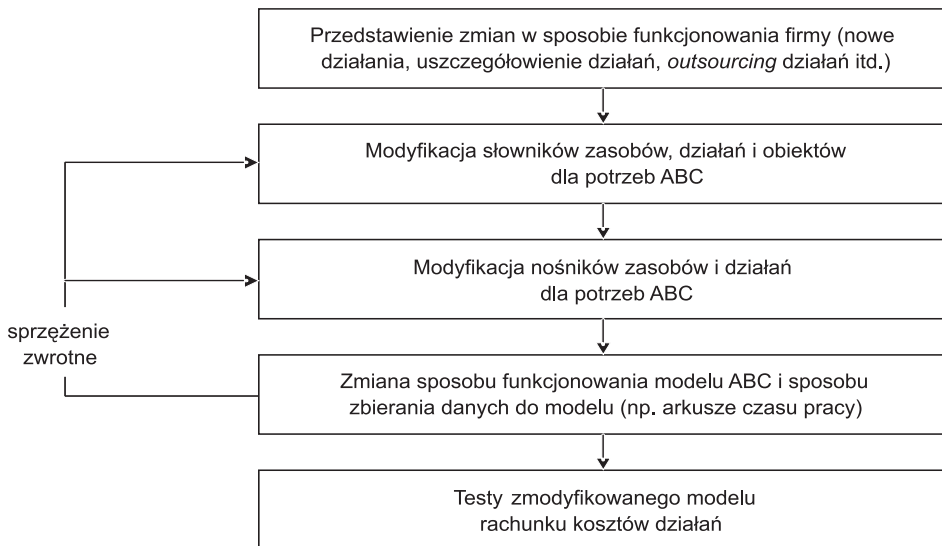 Przedstawienie zmian w sposobie funkcjonowania firmy (nowe
działania, uszczegółowienie działań, outsourcing działań itd.)
Modyfikacja słowników zasobów, działań i obiektów
dla potrzeb ABC
Modyfikacja nośników zasobów i działań
dla potrzeb ABC
sprzężenie
zwrotne
Zmiana sposobu funkcjonowania modelu ABC i sposobu
zbierania danych do modelu (np. arkusze czasu pracy)
Testy zmodyfikowanego modelu
rachunku kosztów działań